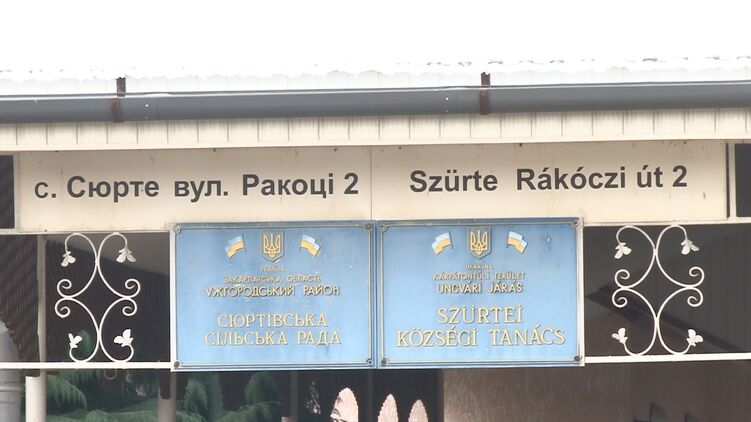 с. Сюрте вул. Ракоці 2
Szürte Rákóczi út 2
УКРАЇНА
ЗАКАРПАТСЬКА ОБЛАСТЬ
УЖГОРОДСЬКИЙ РАЙОН
СЮРТІВСЬКА
СІЛЬСЬКА РАДА
UKRAJNA
KÁRPÁTONTÚLI TERÜLET
UNGVÁRI JÁRÁS
SZÜRTEI
KÖZSÉGI TANÁCS